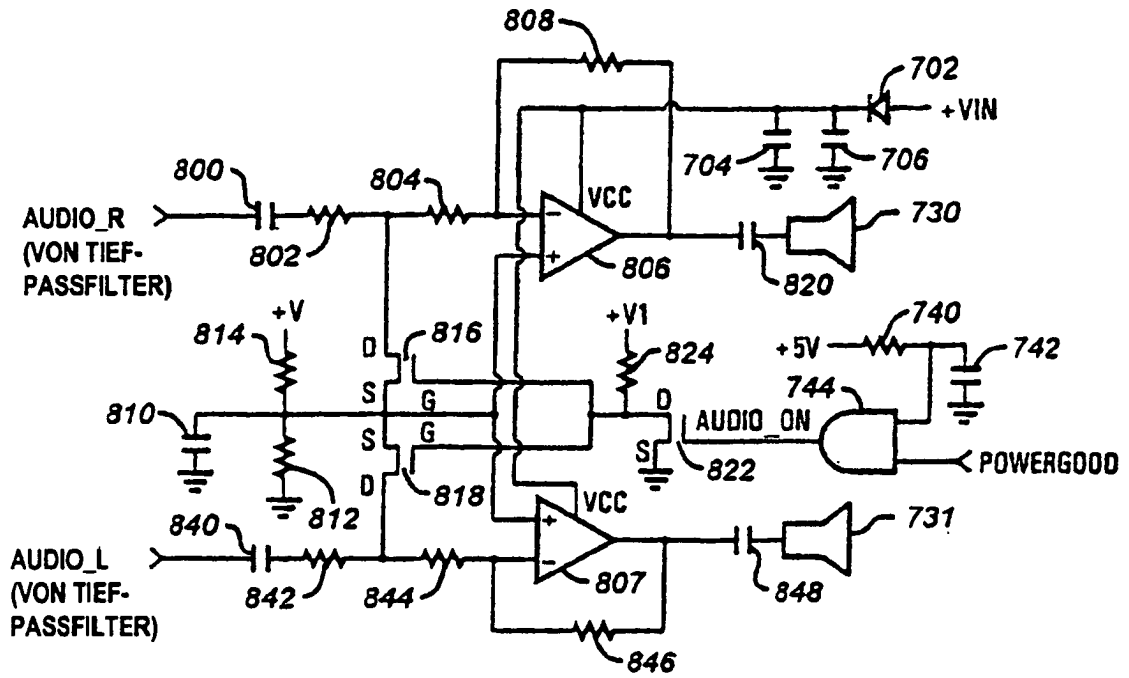 808
702
+VIN
704
706
800
804
VCC
730
AUDIO_R
(VON TIEF-
PASSFILTER)
802
−
+
806
820
+V
814
816
+V1
824
740
+5V
742
D
S
G
810
744
D
AUDIO_ON
S
G
S
822
POWERGOOD
D
818
812
VCC
731
840
+
−
AUDIO_L
(VON TIEF-
PASSFILTER)
842
844
807
848
846